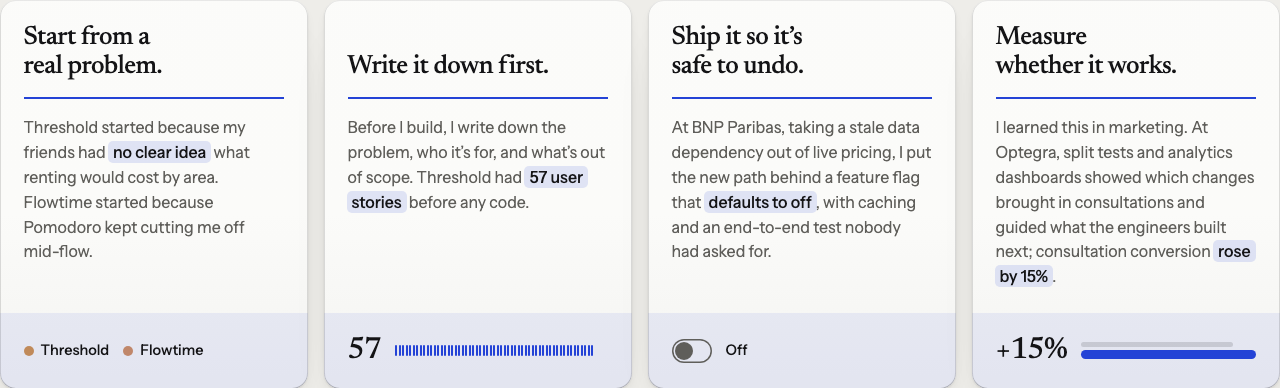 Start from a
real problem.
Threshold started because my
friends had no clear idea what
renting would cost by area.
Flowtime started because
Pomodoro kept cutting me off
mid-flow.
Threshold
Flowtime
Write it down first.
Before I build, I write down the
problem, who it's for, and what's out
of scope. Threshold had 57 user
stories before any code.
57
Ship it so it's
safe to undo.
At BNP Paribas, taking a stale data
dependency out of live pricing, I put
the new path behind a feature flag
that defaults to off, with caching
and an end-to-end test nobody
had asked for.
Off
Measure
whether it works.
I learned this in marketing. At
Optegra, split tests and analytics
dashboards showed which changes
brought in consultations and
guided what the engineers built
next; consultation conversion rose
by 15%.
+15%